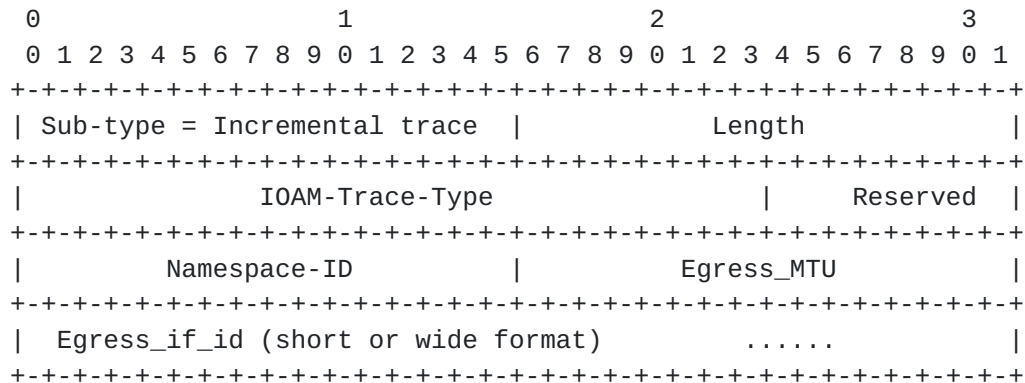 0                   1                   2                   3
 0 1 2 3 4 5 6 7 8 9 0 1 2 3 4 5 6 7 8 9 0 1 2 3 4 5 6 7 8 9 0 1
+-+-+-+-+-+-+-+-+-+-+-+-+-+-+-+-+-+-+-+-+-+-+-+-+-+-+-+-+-+-+-+-+
| Sub-type = Incremental trace  |            Length             |
+-+-+-+-+-+-+-+-+-+-+-+-+-+-+-+-+-+-+-+-+-+-+-+-+-+-+-+-+-+-+-+-+
|               IOAM-Trace-Type                 |     Reserved  |
+-+-+-+-+-+-+-+-+-+-+-+-+-+-+-+-+-+-+-+-+-+-+-+-+-+-+-+-+-+-+-+-+
|         Namespace-ID          |          Egress_MTU           |
+-+-+-+-+-+-+-+-+-+-+-+-+-+-+-+-+-+-+-+-+-+-+-+-+-+-+-+-+-+-+-+-+
|  Egress_if_id (short or wide format)         ......           |
+-+-+-+-+-+-+-+-+-+-+-+-+-+-+-+-+-+-+-+-+-+-+-+-+-+-+-+-+-+-+-+-+